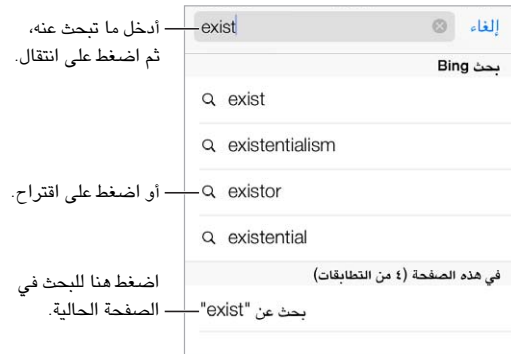 أدخل ما تبحث عنه،
ثم اضغط على انتقال.
exist
إلغاء
بحث Bing
exist
existentialism
أو اضغط على اقتراح.
existor
existential
في هذه الصفحة (٤ من التطابقات)
اضغط هنا للبحث في
الصفحة الحالية.
بحث عن "exist"